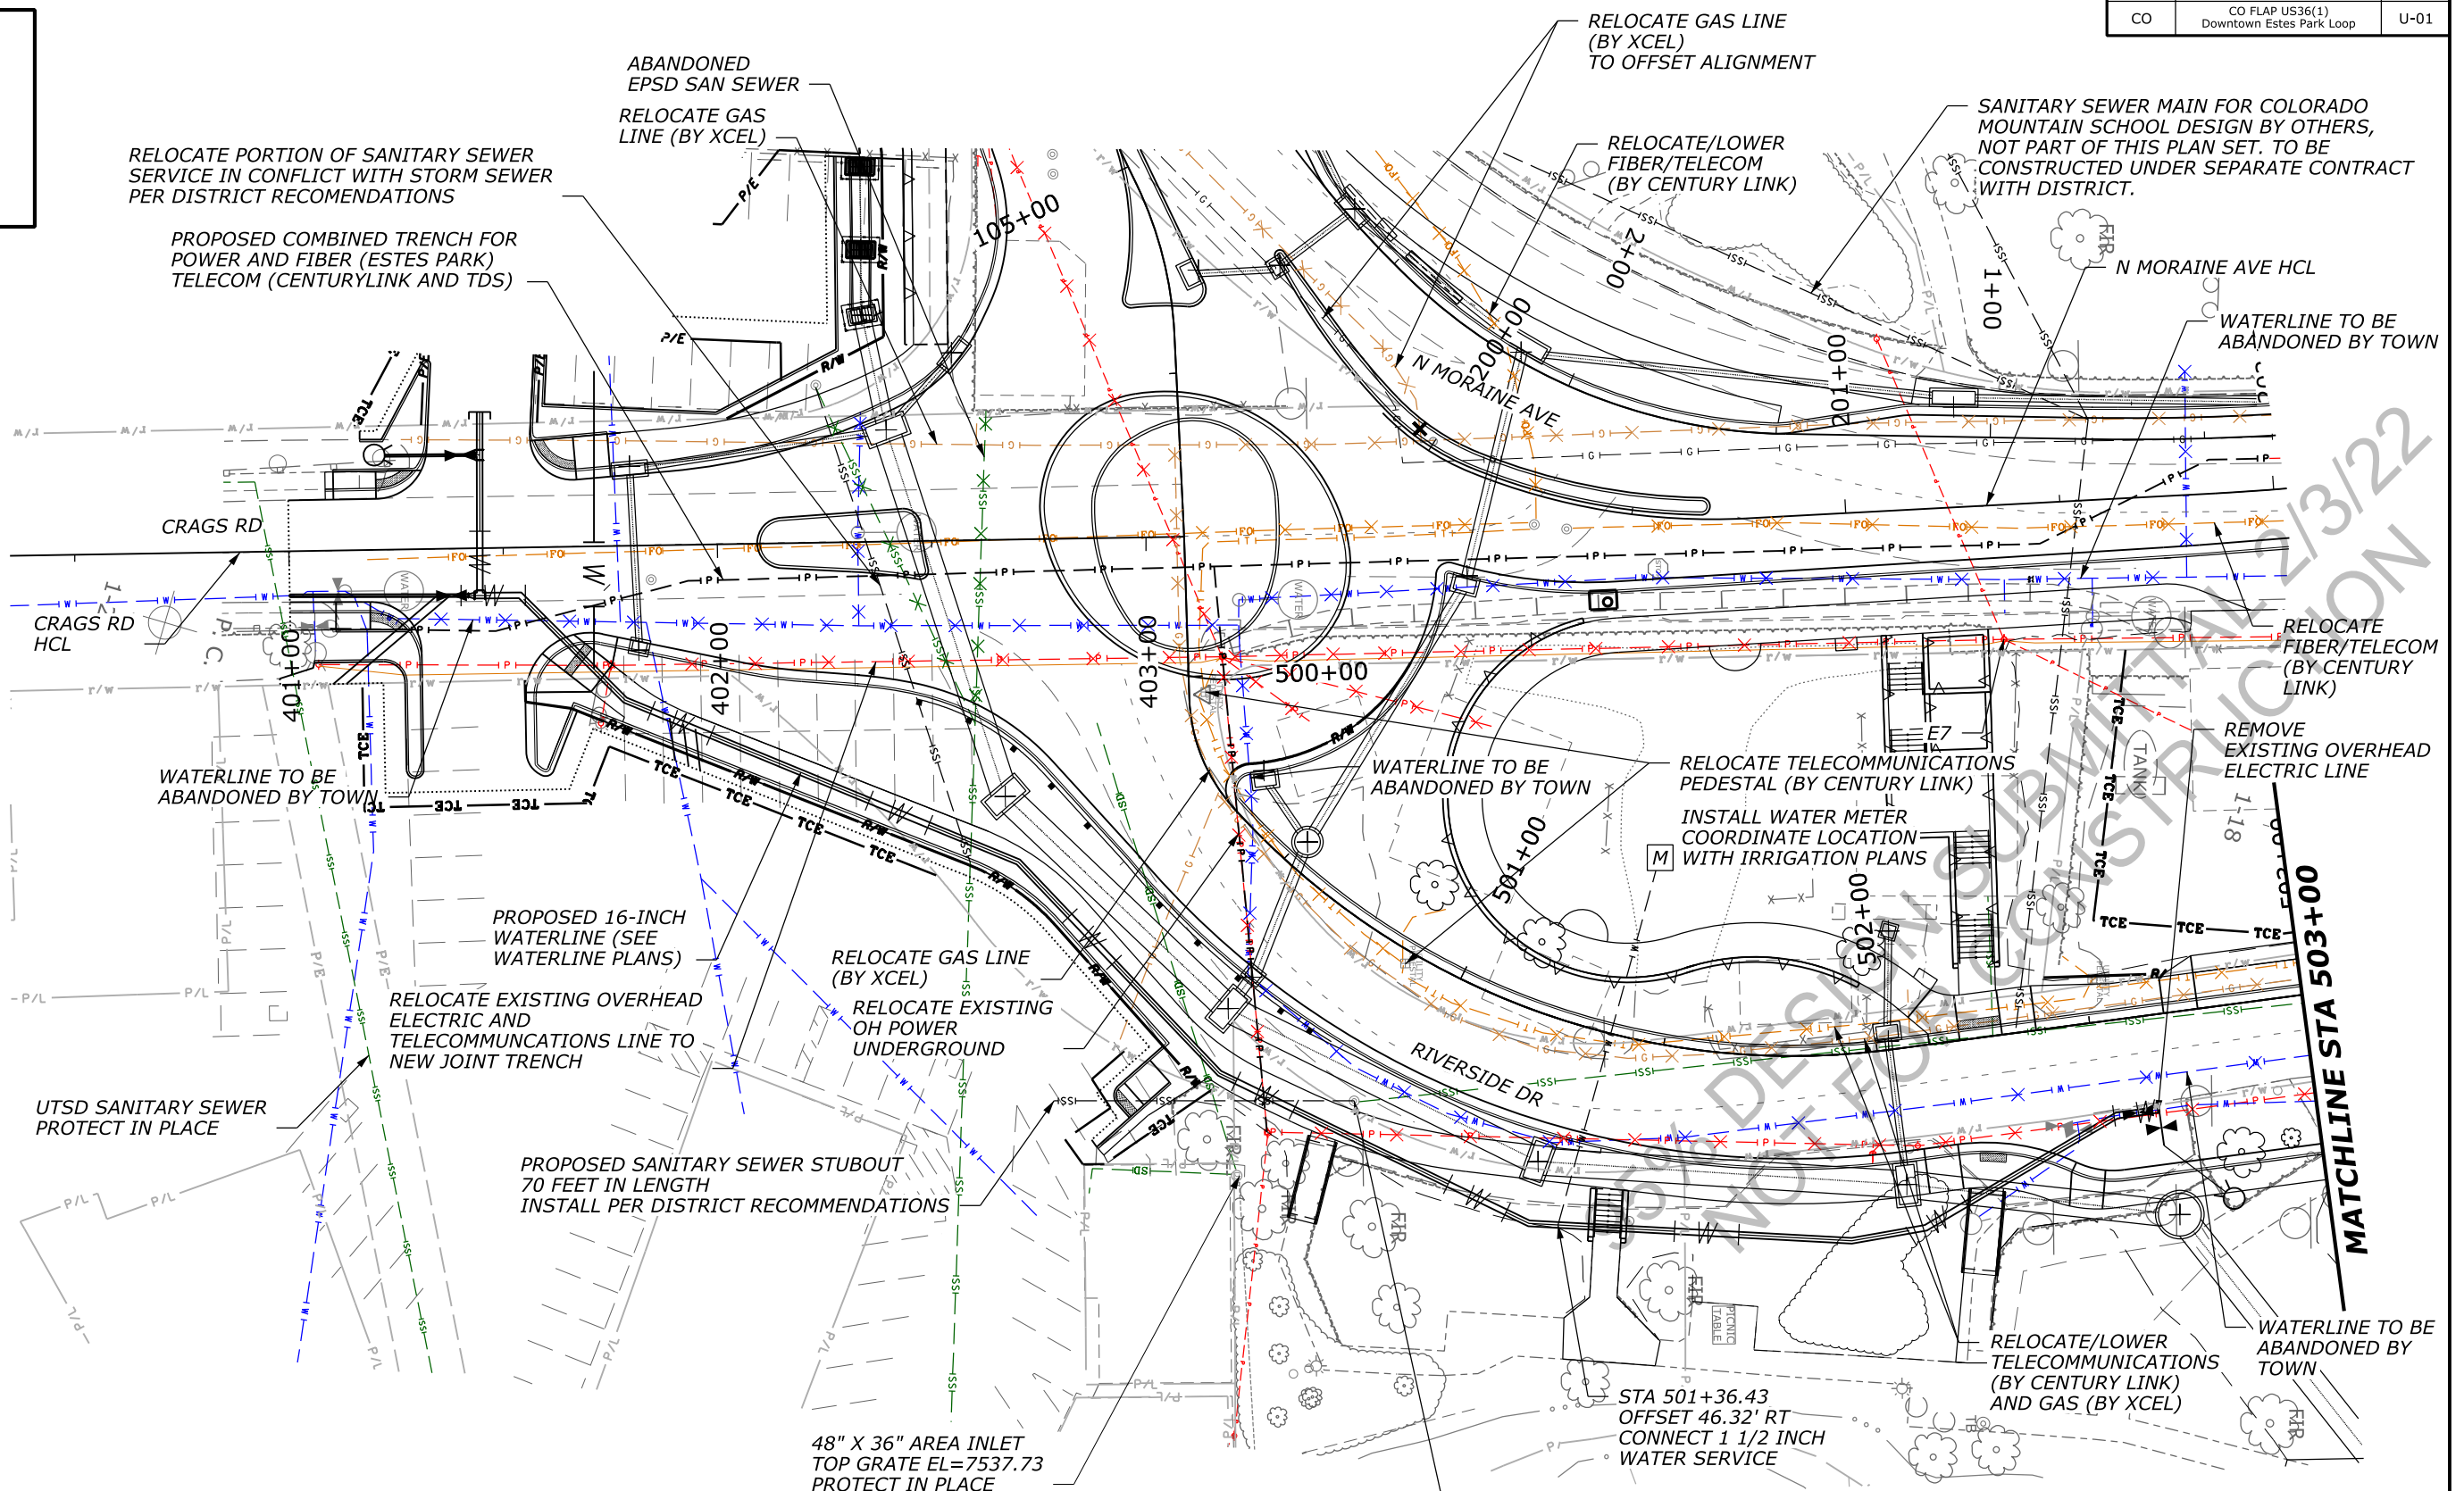 CO
CO FLAP US36(1)
Downtown Estes Park Loop
U-01
RELOCATE GAS LINE
(BY XCEL)
TO OFFSET ALIGNMENT
ABANDONED
EPSD SAN SEWER
RELOCATE GAS
LINE (BY XCEL)
SANITARY SEWER MAIN FOR COLORADO
MOUNTAIN SCHOOL DESIGN BY OTHERS,
NOT PART OF THIS PLAN SET. TO BE
CONSTRUCTED UNDER SEPARATE CONTRACT
WITH DISTRICT.
RELOCATE/LOWER
FIBER/TELECOM
(BY CENTURY LINK)
RELOCATE PORTION OF SANITARY SEWER
SERVICE IN CONFLICT WITH STORM SEWER
PER DISTRICT RECOMENDATIONS
PROPOSED COMBINED TRENCH FOR
POWER AND FIBER (ESTES PARK)
TELECOM (CENTURYLINK AND TDS)
105+00
2+00
1+00
N MORAINE AVE HCL
WATERLINE TO BE
ABANDONED BY TOWN
200+00
N MORAINE AVE
201+00
CRAGS RD
CRAGS RD
HCL
P.C.
401+00
402+00
403+00
500+00
RELOCATE
FIBER/TELECOM
(BY CENTURY
LINK)
E7
REMOVE
EXISTING OVERHEAD
ELECTRIC LINE
WATERLINE TO BE
ABANDONED BY TOWN
WATERLINE TO BE
ABANDONED BY TOWN
RELOCATE TELECOMMUNICATIONS
PEDESTAL (BY CENTURY LINK)
INSTALL WATER METER
COORDINATE LOCATION
WITH IRRIGATION PLANS
M
TANK
1-18
501+00
502+00
MATCHLINE STA 503+00
PROPOSED 16-INCH
WATERLINE (SEE
WATERLINE PLANS)
RELOCATE GAS LINE
(BY XCEL)
RELOCATE EXISTING OVERHEAD
ELECTRIC AND
TELECOMMUNCATIONS LINE TO
NEW JOINT TRENCH
RELOCATE EXISTING
OH POWER
UNDERGROUND
RIVERSIDE DR
UTSD SANITARY SEWER
PROTECT IN PLACE
PROPOSED SANITARY SEWER STUBOUT
70 FEET IN LENGTH
INSTALL PER DISTRICT RECOMMENDATIONS
PICNIC
TABLE
RELOCATE/LOWER
TELECOMMUNICATIONS
(BY CENTURY LINK)
AND GAS (BY XCEL)
WATERLINE TO BE
ABANDONED BY
TOWN
STA 501+36.43
OFFSET 46.32' RT
CONNECT 1 1/2 INCH
WATER SERVICE
48" X 36" AREA INLET
TOP GRATE EL=7537.73
PROTECT IN PLACE
95% DESIGN SUBMITTAL 2/3/22
NOT FOR CONSTRUCTION